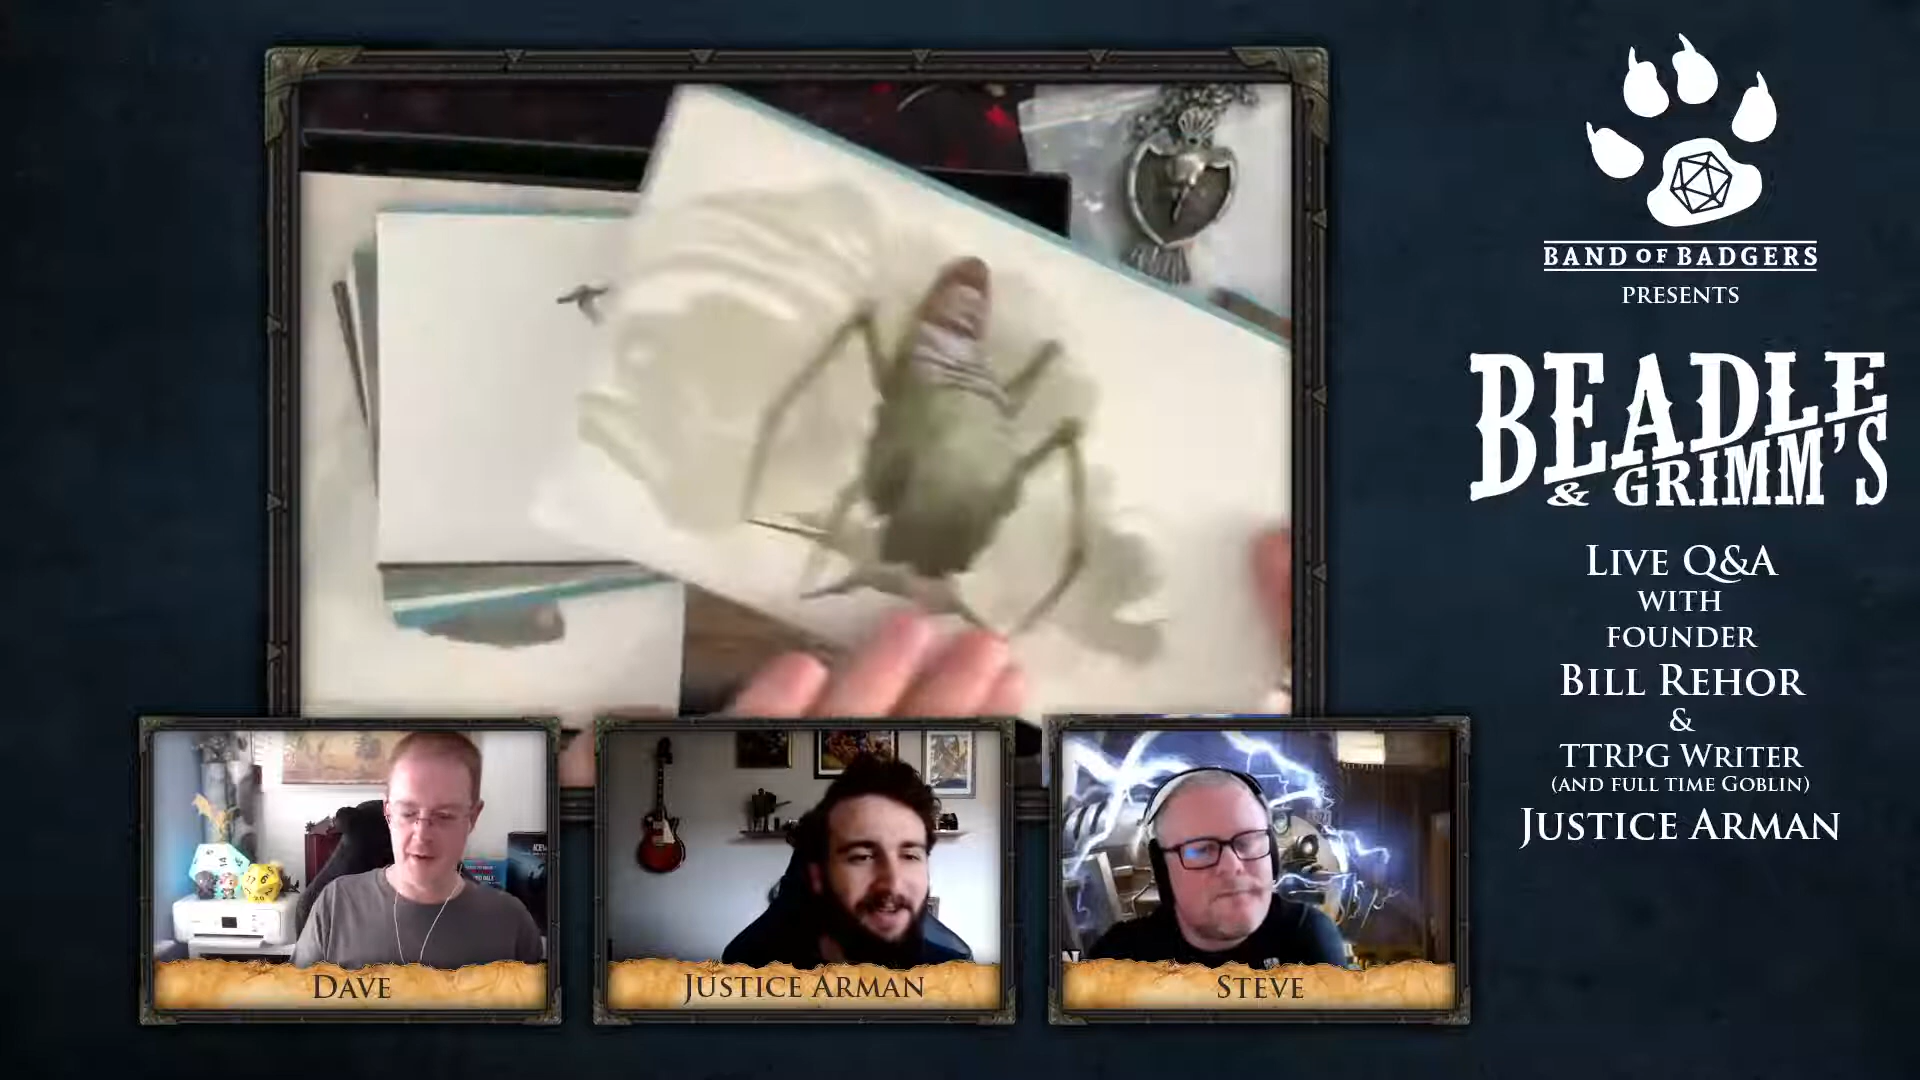 BAND OF BADGERS
PRESENTS
BEADLE
& GRIMM'S
LIVE Q&A
WITH
FOUNDER
BILL REHOR
&
TTRPG WRITER
(AND FULL TIME GOBLIN)
JUSTICE ARMAN
DAVE
JUSTICE ARMAN
STEVE